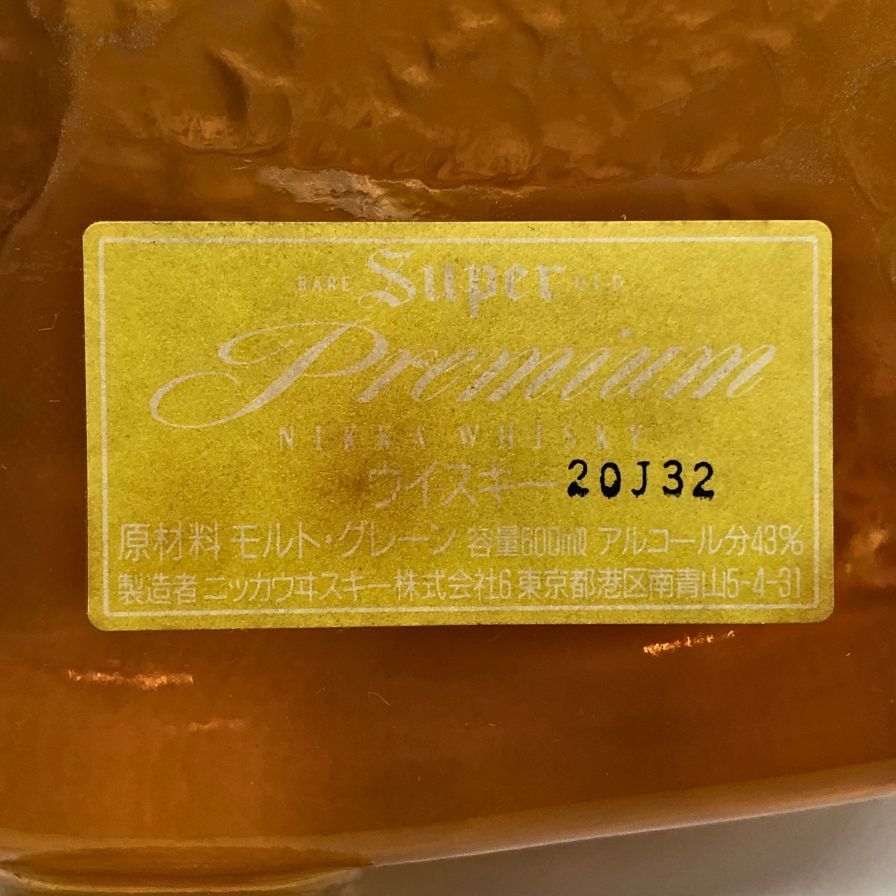 RARE Super OLD
Premium
NIKKA WHISKY
ウイスキー 20J32
原材料 モルト・グレーン 容量600ml アルコール分43%
製造者 ニッカウヰスキー株式会社6 東京都港区南青山5-4-31